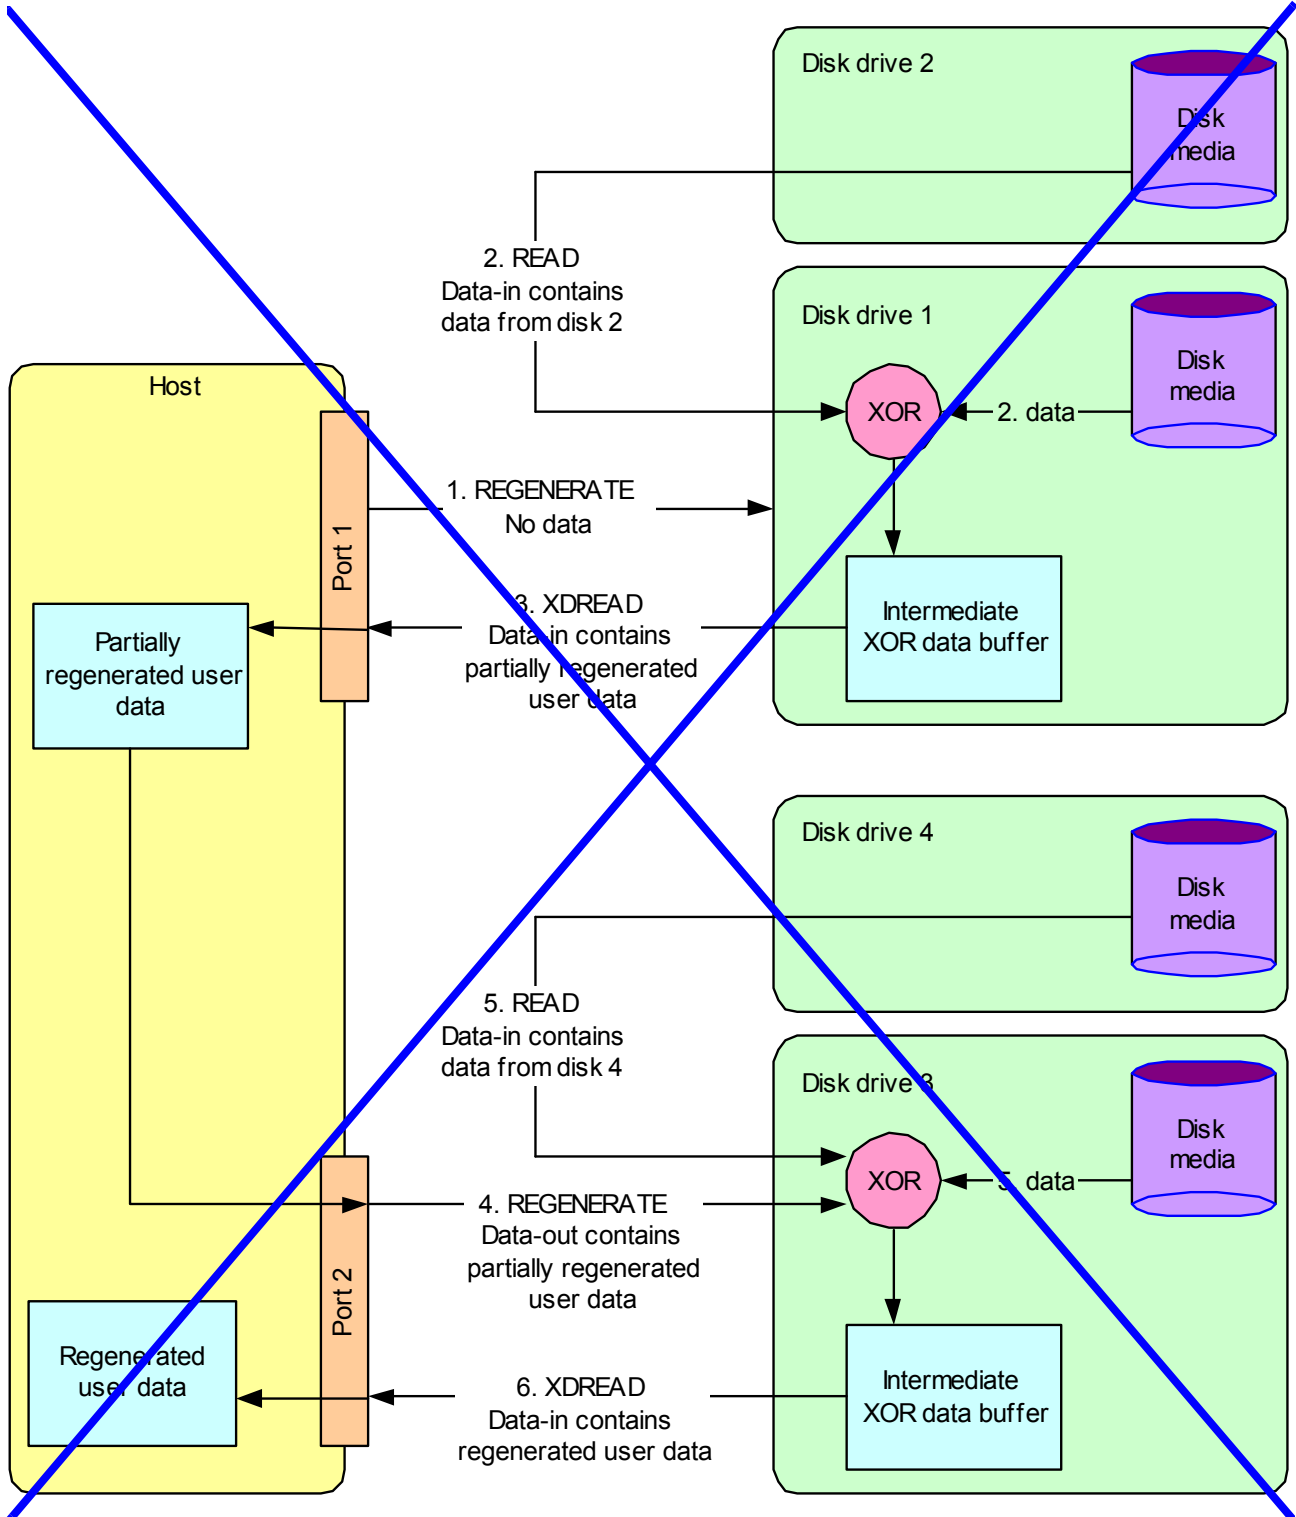 Disk drive 2
Disk
media
2. READ
Data-in contains
data from disk 2
Disk drive 1
Disk
media
Host
XOR
2. data
1. REGENERATE
No data
Port 1
3. XDREAD
Data-in contains
partially regenerated
user data
Intermediate
XOR data buffer
Partially
regenerated user
data
Disk drive 4
Disk
media
5. READ
Data-in contains
data from disk 4
Disk drive 3
Disk
media
XOR
5. data
4. REGENERATE
Data-out contains
partially regenerated
user data
Port 2
Regenerated
user data
6. XDREAD
Data-in contains
regenerated user data
Intermediate
XOR data buffer